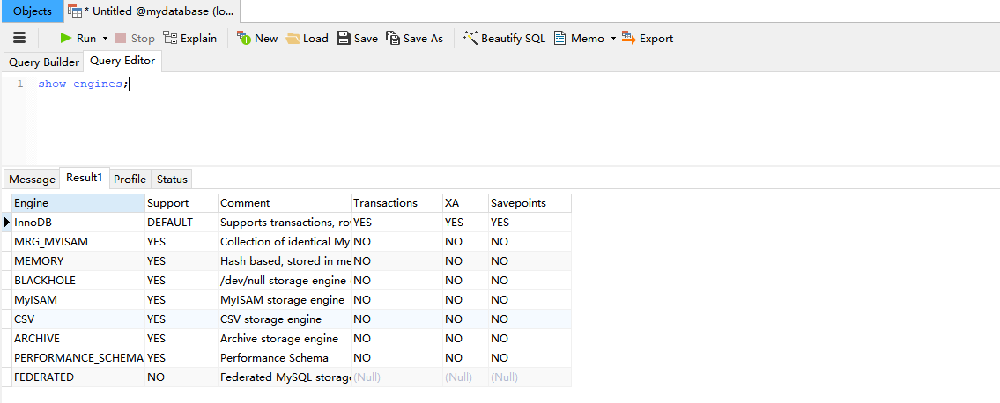 Objects * Untitled @mydatabase (lo...
Run Stop Explain New Load Save Save As Beautify SQL Memo Export
Query Builder Query Editor
1 show engines;
Message Result1 Profile Status
Engine Support Comment Transactions XA Savepoints
InnoDB DEFAULT Supports transactions, ro YES YES YES
MRG_MYISAM YES Collection of identical My NO NO NO
MEMORY YES Hash based, stored in me NO NO NO
BLACKHOLE YES /dev/null storage engine NO NO NO
MyISAM YES MyISAM storage engine NO NO NO
CSV YES CSV storage engine NO NO NO
ARCHIVE YES Archive storage engine NO NO NO
PERFORMANCE_SCHEMA YES Performance Schema NO NO NO
FEDERATED NO Federated MySQL storag (Null) (Null) (Null)